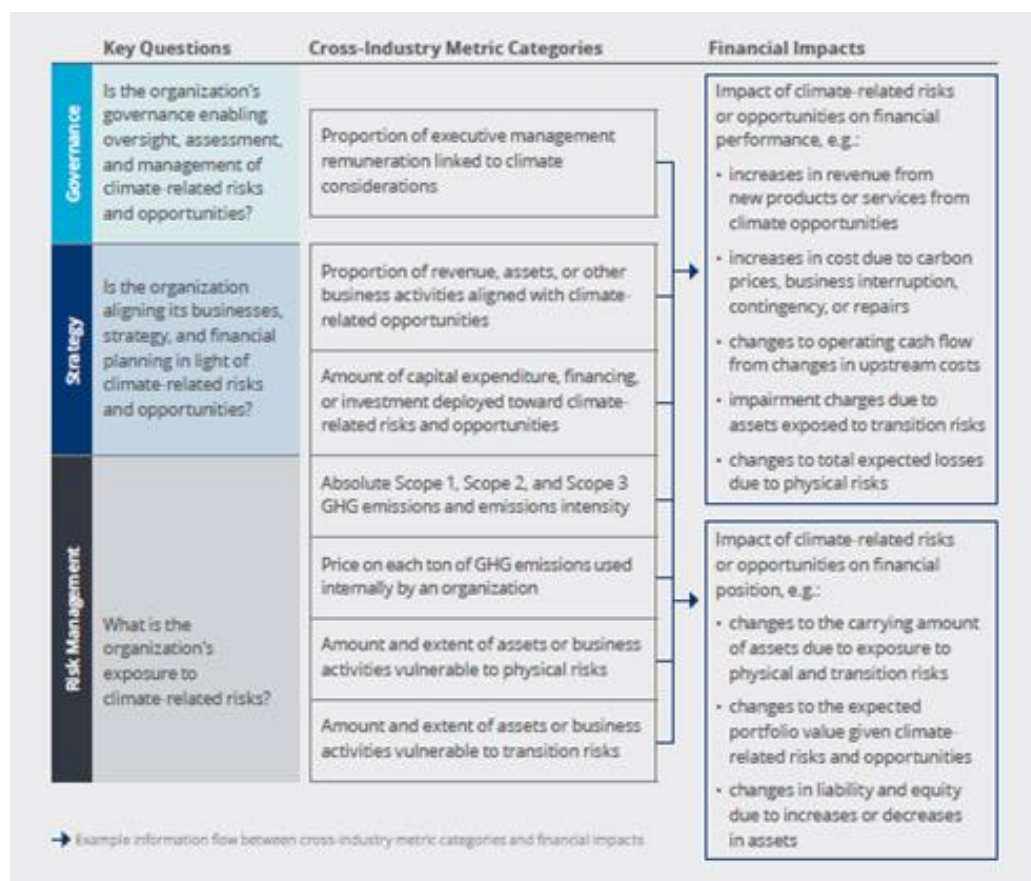 Key Questions
Cross-Industry Metric Categories
Financial Impacts
Governance
Is the organization's
governance enabling
oversight, assessment,
and management of
climate-related risks
and opportunities?
Proportion of executive management
remuneration linked to climate
considerations
Strategy
Is the organization
aligning its businesses,
strategy, and financial
planning in light of
climate-related risks
and opportunities?
Proportion of revenue, assets, or other
business activities aligned with climate-
related opportunities
Amount of capital expenditure, financing,
or investment deployed toward climate-
related risks and opportunities
Risk Management
What is the
organization's
exposure to
climate-related risks?
Absolute Scope 1, Scope 2, and Scope 3
GHG emissions and emissions intensity
Price on each ton of GHG emissions used
internally by an organization
Amount and extent of assets or business
activities vulnerable to physical risks
Amount and extent of assets or business
activities vulnerable to transition risks
Impact of climate-related risks
or opportunities on financial
performance, e.g.:
• increases in revenue from
new products or services from
climate opportunities
• increases in cost due to carbon
prices, business interruption,
contingency, or repairs
• changes to operating cash flow
from changes in upstream costs
• impairment charges due to
assets exposed to transition risks
• changes to total expected losses
due to physical risks
Impact of climate-related risks
or opportunities on financial
position, e.g.:
• changes to the carrying amount
of assets due to exposure to
physical and transition risks
• changes to the expected
portfolio value given climate-
related risks and opportunities
• changes in liability and equity
due to increases or decreases
in assets
Example information flow between cross-industry metric categories and financial impacts